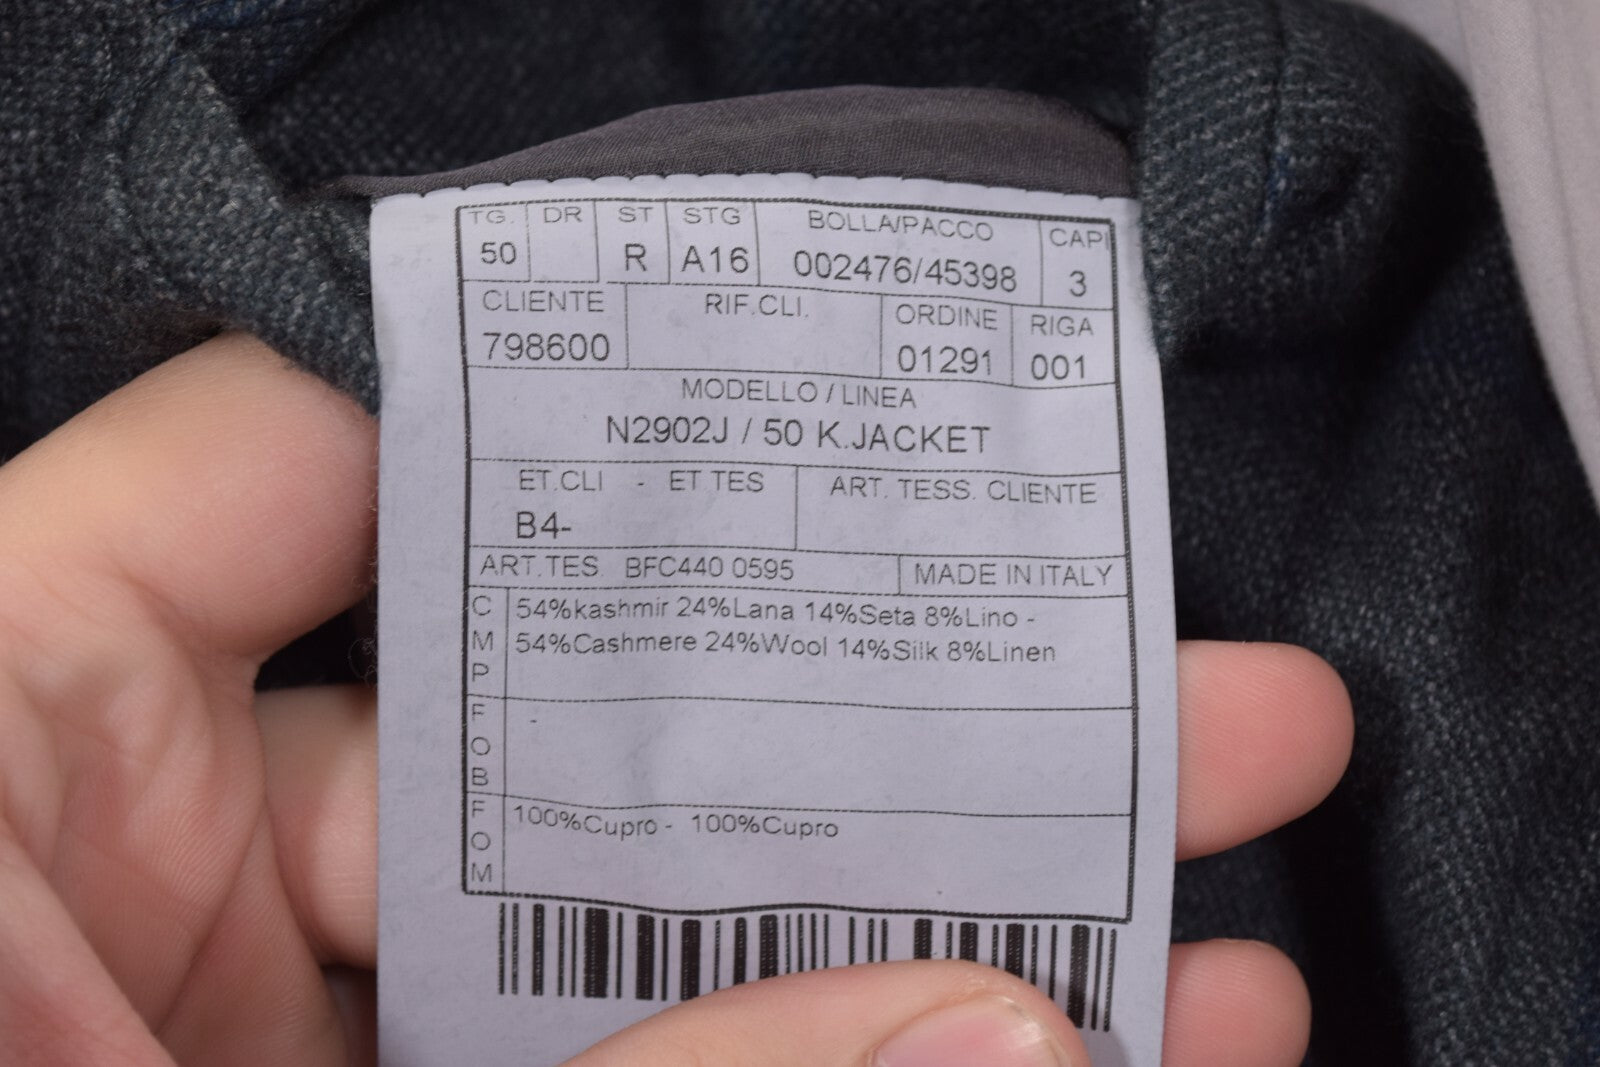 TG. DR ST STG BOLLA/PACCO CAPI
50 R A16 002476/45398 3
CLIENTE RIF.CLI. ORDINE RIGA
798600 01291 001
MODELLO / LINEA
N2902J / 50 K.JACKET
ET.CLI - ET TES ART. TESS. CLIENTE
B4-
ART.TES. BFC440 0595 MADE IN ITALY
CMP 54%kashmir 24%Lana 14%Seta 8%Lino -
54%Cashmere 24%Wool 14%Silk 8%Linen
FOB -
FOM 100%Cupro - 100%Cupro